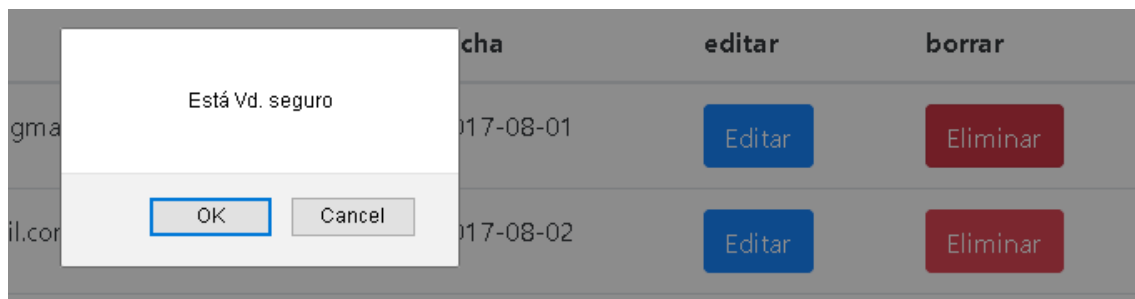 cha editar borrar
Está Vd. seguro
gma 017-08-01 Editar Eliminar
OK Cancel
il.cor 017-08-02 Editar Eliminar